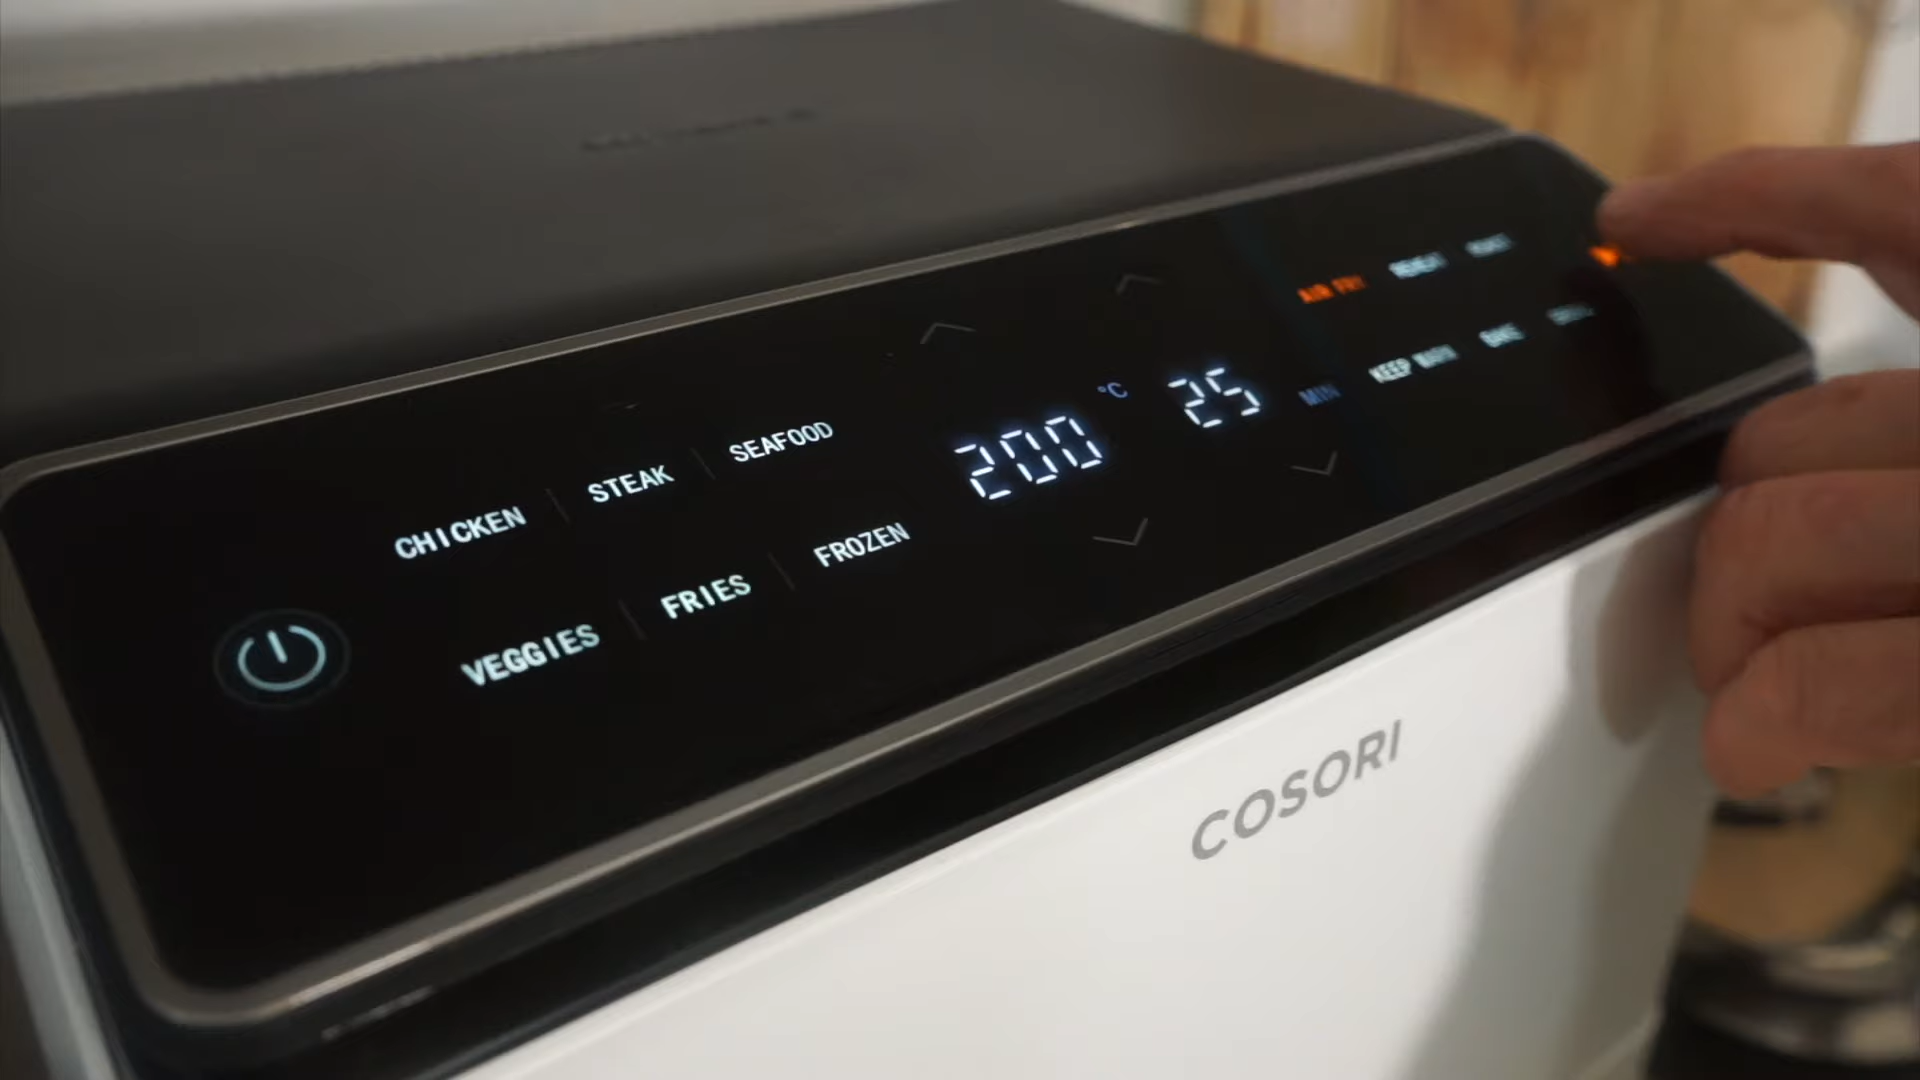 AIR FRY REHEAT ROAST
CHICKEN STEAK SEAFOOD
200 °C 25 MIN
KEEP WARM BAKE
VEGGIES FRIES FROZEN
COSORI